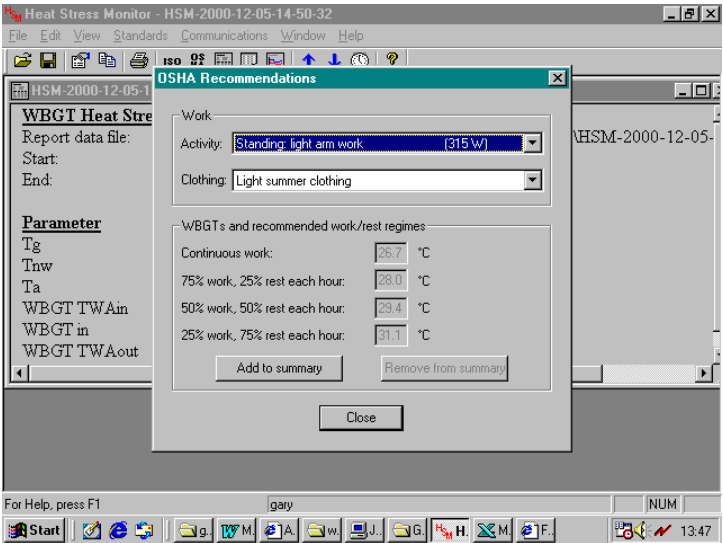 Heat Stress Monitor - HSM-2000-12-05-14-50-32
File Edit View Standards Communications Window Help
ISO
HSM-2000-12-05-1
OSHA Recommendations
WBGT Heat Stre
Report data file: \HSM-2000-12-05-
Start:
End:
Parameter
Tg
Tnw
Ta
WBGT TWAin
WBGT in
WBGT TWAout
Work
Activity: Standing: light arm work (315 W)
Clothing: Light summer clothing
WBGTs and recommended work/rest regimes
Continuous work: 26.7 °C
75% work, 25% rest each hour: 28.0 °C
50% work, 50% rest each hour: 29.4 °C
25% work, 75% rest each hour: 31.1 °C
Add to summary Remove from summary
Close
For Help, press F1 gary NUM
Start g. M. A. w. J.. G. H. M. F.. 13:47